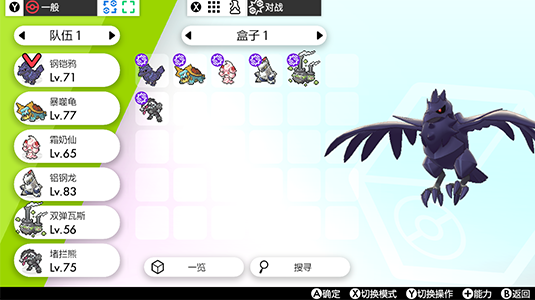 Y 一般
X 对战
队伍 1
盒子 1
钢铠鸦
Lv.71
暴噬龟
Lv.77
霜奶仙
Lv.65
铝钢龙
Lv.83
双弹瓦斯
Lv.56
堵拦熊
Lv.75
一览
搜寻
A确定 X切换模式 Y切换操作 +能力 B返回